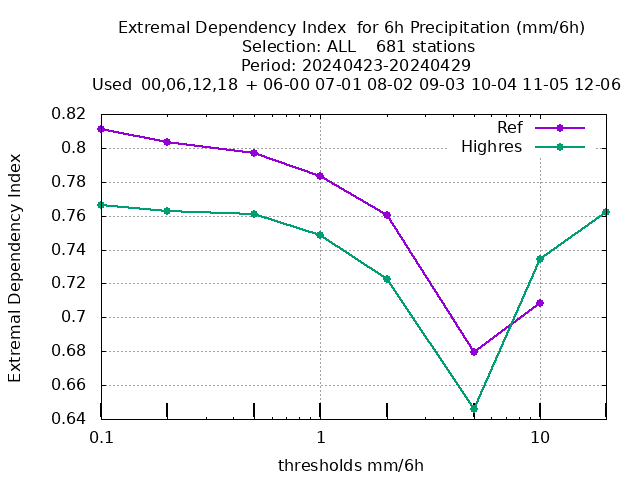 Extremal Dependency Index  for 6h Precipitation (mm/6h)
Selection: ALL    681 stations
Period: 20240423-20240429
Used  00,06,12,18  + 06-00 07-01 08-02 09-03 10-04 11-05 12-06
Extremal Dependency Index
0.82
0.8
0.78
0.76
0.74
0.72
0.7
0.68
0.66
0.64
Ref
Highres
0.1
1
10
thresholds mm/6h